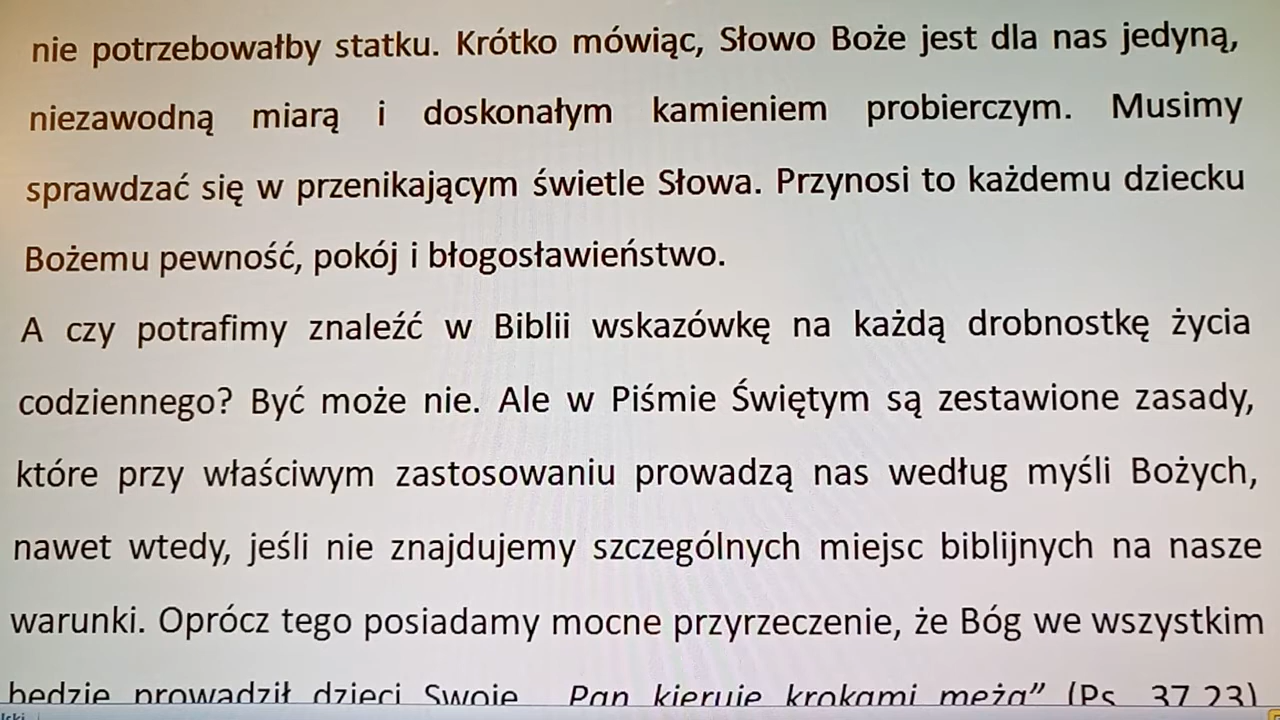 nie potrzebowałby statku. Krótko mówiąc, Słowo Boże jest dla nas jedyną,
niezawodną miarą i doskonałym kamieniem probierczym. Musimy
sprawdzać się w przenikającym świetle Słowa. Przynosi to każdemu dziecku
Bożemu pewność, pokój i błogosławieństwo.
A czy potrafimy znaleźć w Biblii wskazówkę na każdą drobnostkę życia
codziennego? Być może nie. Ale w Piśmie Świętym są zestawione zasady,
które przy właściwym zastosowaniu prowadzą nas według myśli Bożych,
nawet wtedy, jeśli nie znajdujemy szczególnych miejsc biblijnych na nasze
warunki. Oprócz tego posiadamy mocne przyrzeczenie, że Bóg we wszystkim
będzie prowadził dzieci Swoje Pan kieruje krokami męża” (Ps 37,23)